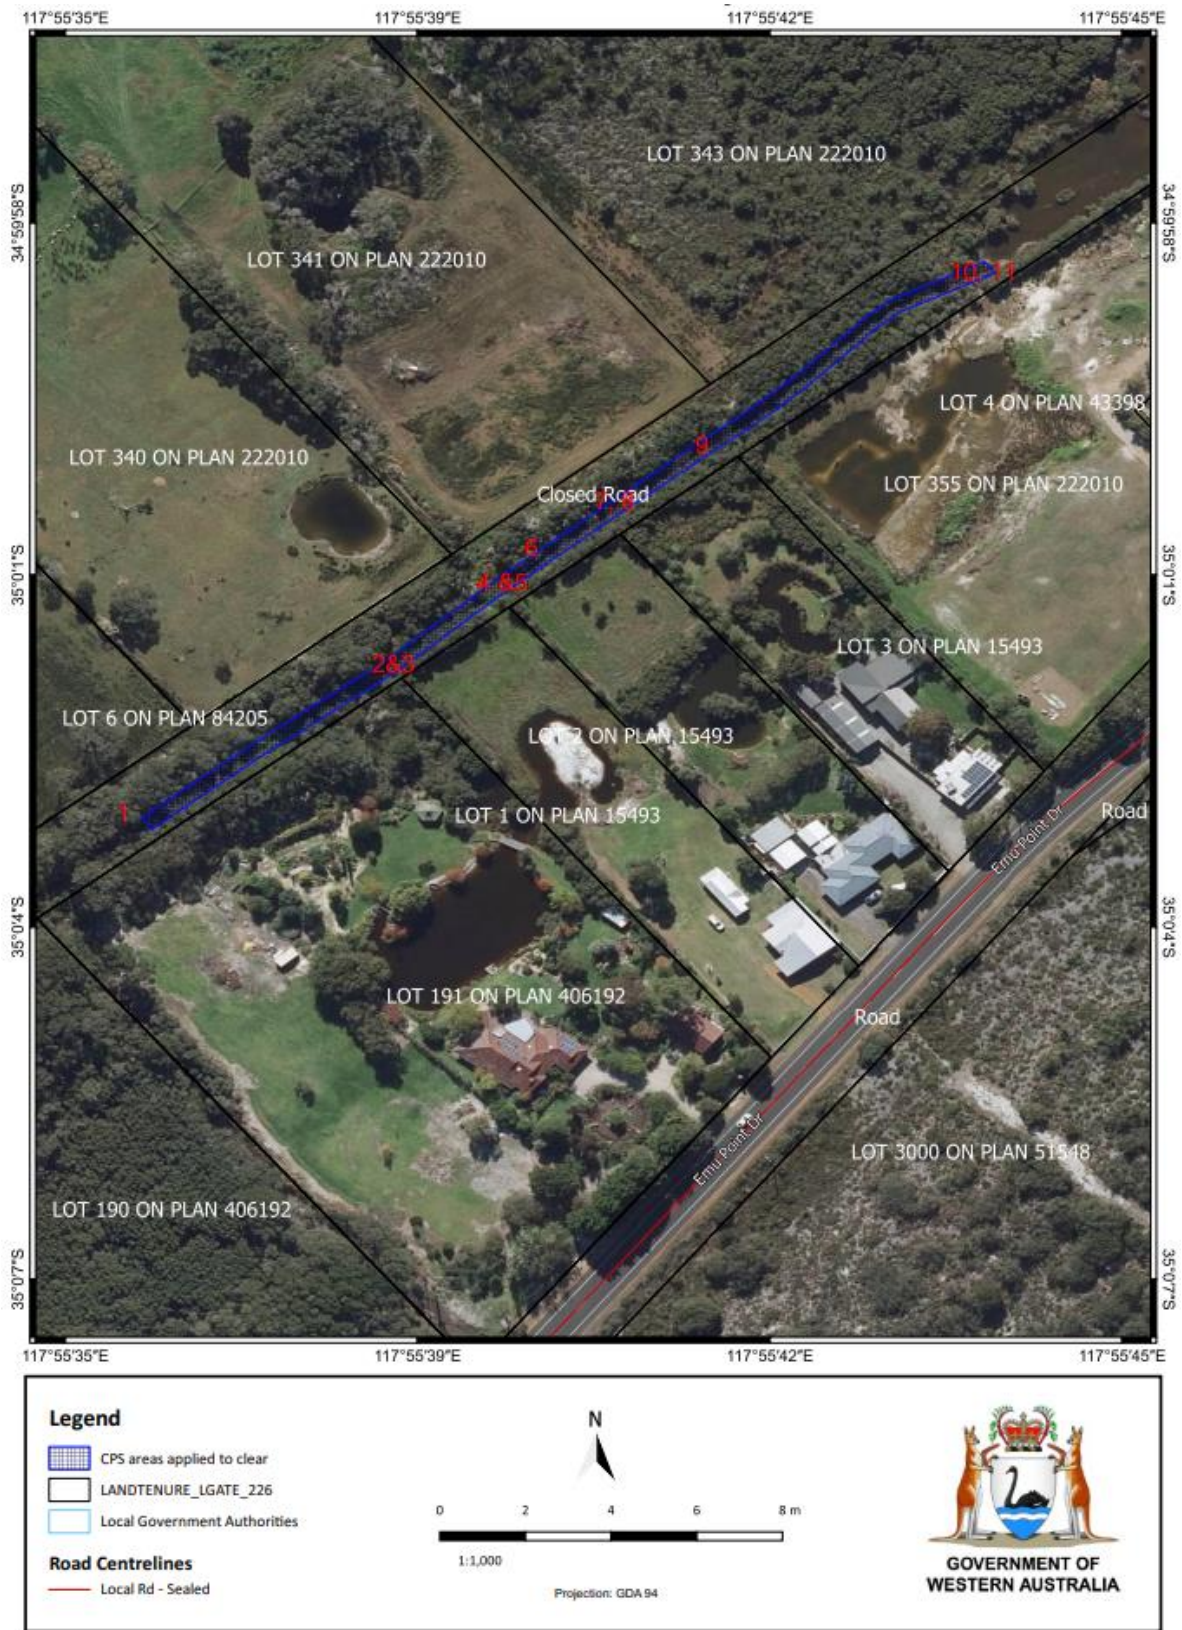 117°55'35"E
117°55'39"E
117°55'42"E
117°55'45"E
34°59'58"S
34°59'58"S
LOT 343 ON PLAN 222010
LOT 341 ON PLAN 222010
10, 11
LOT 4 ON PLAN 43398
9
LOT 340 ON PLAN 222010
LOT 355 ON PLAN 222010
Closed Road
7, 8
6
4 &5
35°0'1"S
35°0'1"S
LOT 3 ON PLAN 15493
2&3
LOT 6 ON PLAN 84205
LOT 2 ON PLAN 15493
1
LOT 1 ON PLAN 15493
Road
Emu Point Dr
35°0'4"S
35°0'4"S
LOT 191 ON PLAN 406192
Road
Emu Point Dr
LOT 3000 ON PLAN 51548
LOT 190 ON PLAN 406192
35°0'7"S
35°0'7"S
117°55'35"E
117°55'39"E
117°55'42"E
117°55'45"E
Legend
CPS areas applied to clear
LANDTENURE_LGATE_226
Local Government Authorities
Road Centrelines
Local Rd - Sealed
N
0 2 4 6 8 m
1:1,000
Projection: GDA 94
GOVERNMENT OF
WESTERN AUSTRALIA